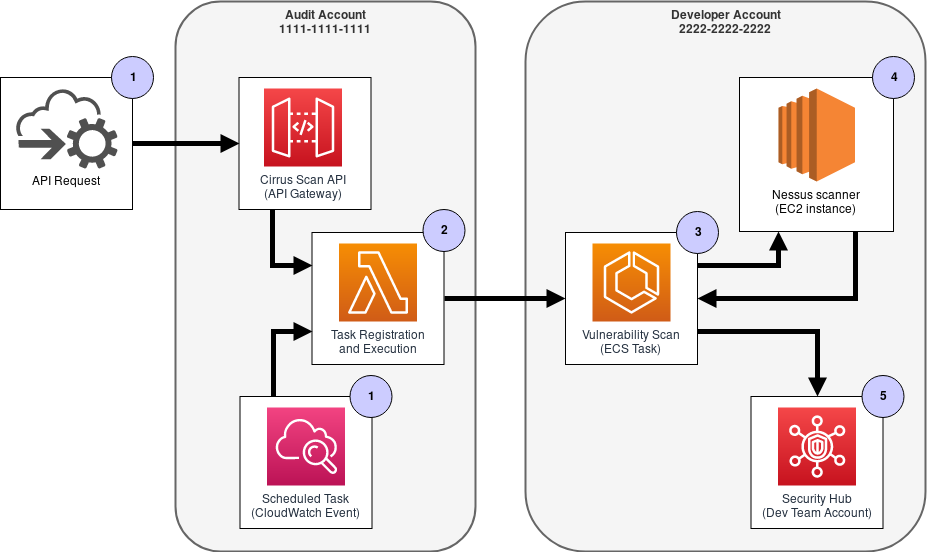 Audit Account
1111-1111-1111
Developer Account
2222-2222-2222
1
API Request
Cirrus Scan API
(API Gateway)
2
Task Registration
and Execution
1
Scheduled Task
(CloudWatch Event)
3
Vulnerability Scan
(ECS Task)
4
Nessus scanner
(EC2 instance)
5
Security Hub
(Dev Team Account)